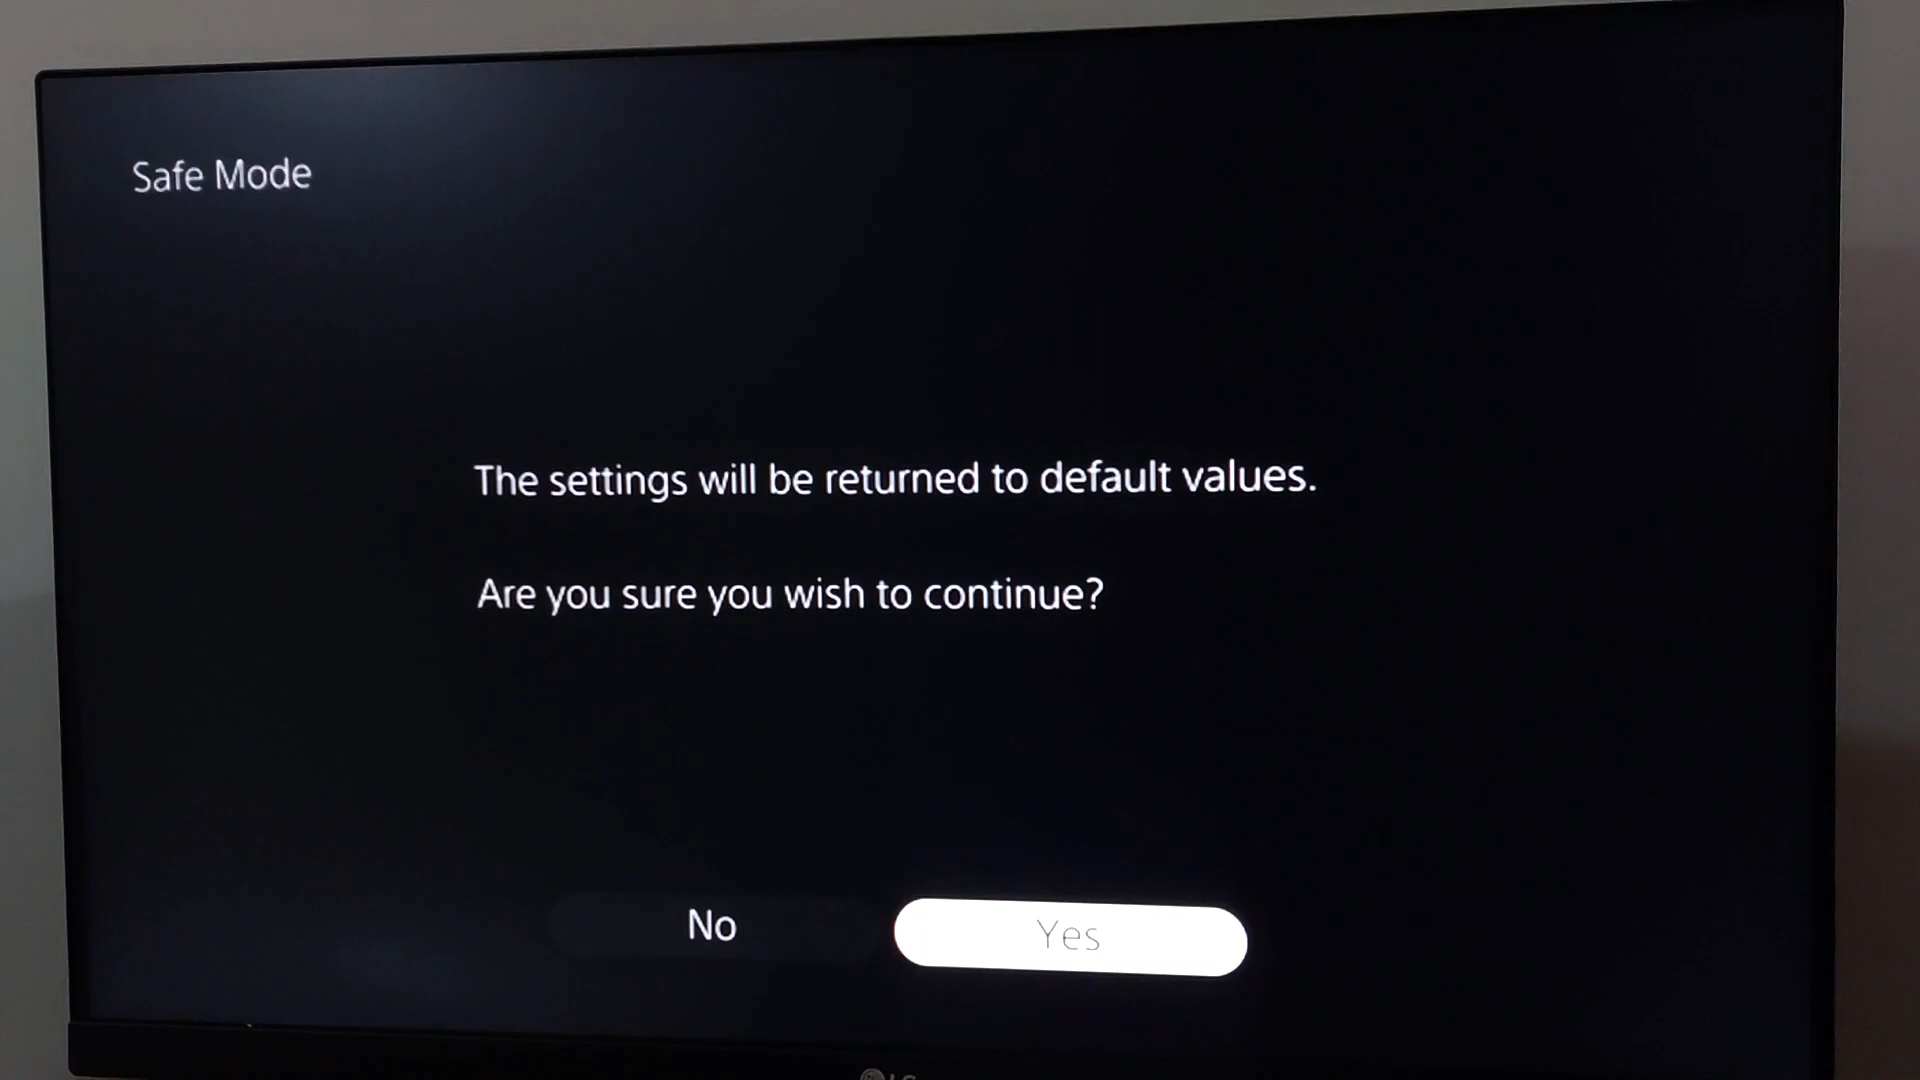 Safe Mode
The settings will be returned to default values.
Are you sure you wish to continue?
No
Yes